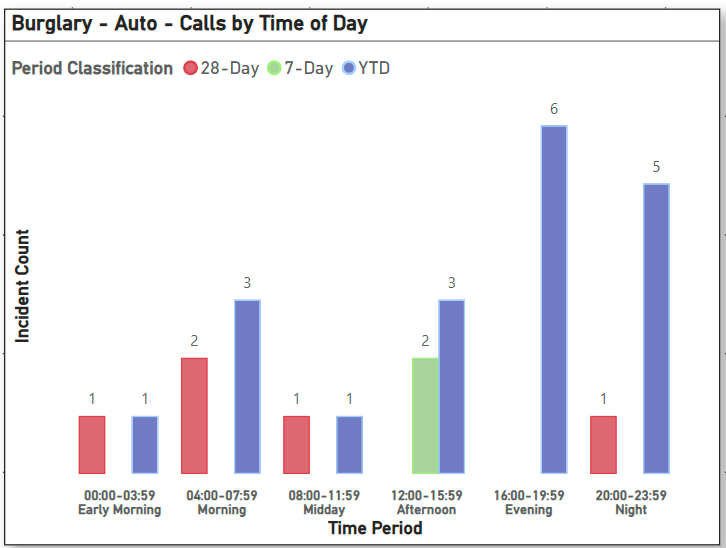 Burglary - Auto - Calls by Time of Day
Period Classification 28-Day 7-Day YTD
6
5
3
3
2
2
1
1
1
1
1
Incident Count
00:00-03:59 04:00-07:59 08:00-11:59 12:00-15:59 16:00-19:59 20:00-23:59
Early Morning Morning Midday Afternoon Evening Night
Time Period